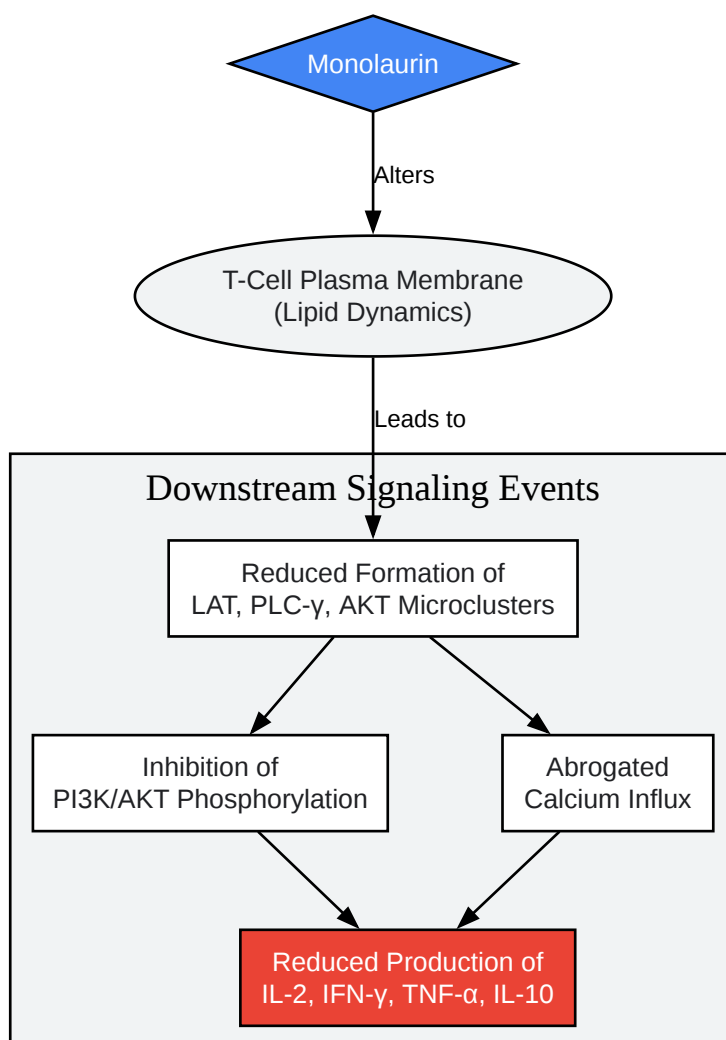 Monolaurin
Alters
T-Cell Plasma Membrane
(Lipid Dynamics)
Leads to
Downstream Signaling Events
Reduced Formation of
LAT, PLC-γ, AKT Microclusters
Inhibition of
PI3K/AKT Phosphorylation
Abrogated
Calcium Influx
Reduced Production of
IL-2, IFN-γ, TNF-α, IL-10